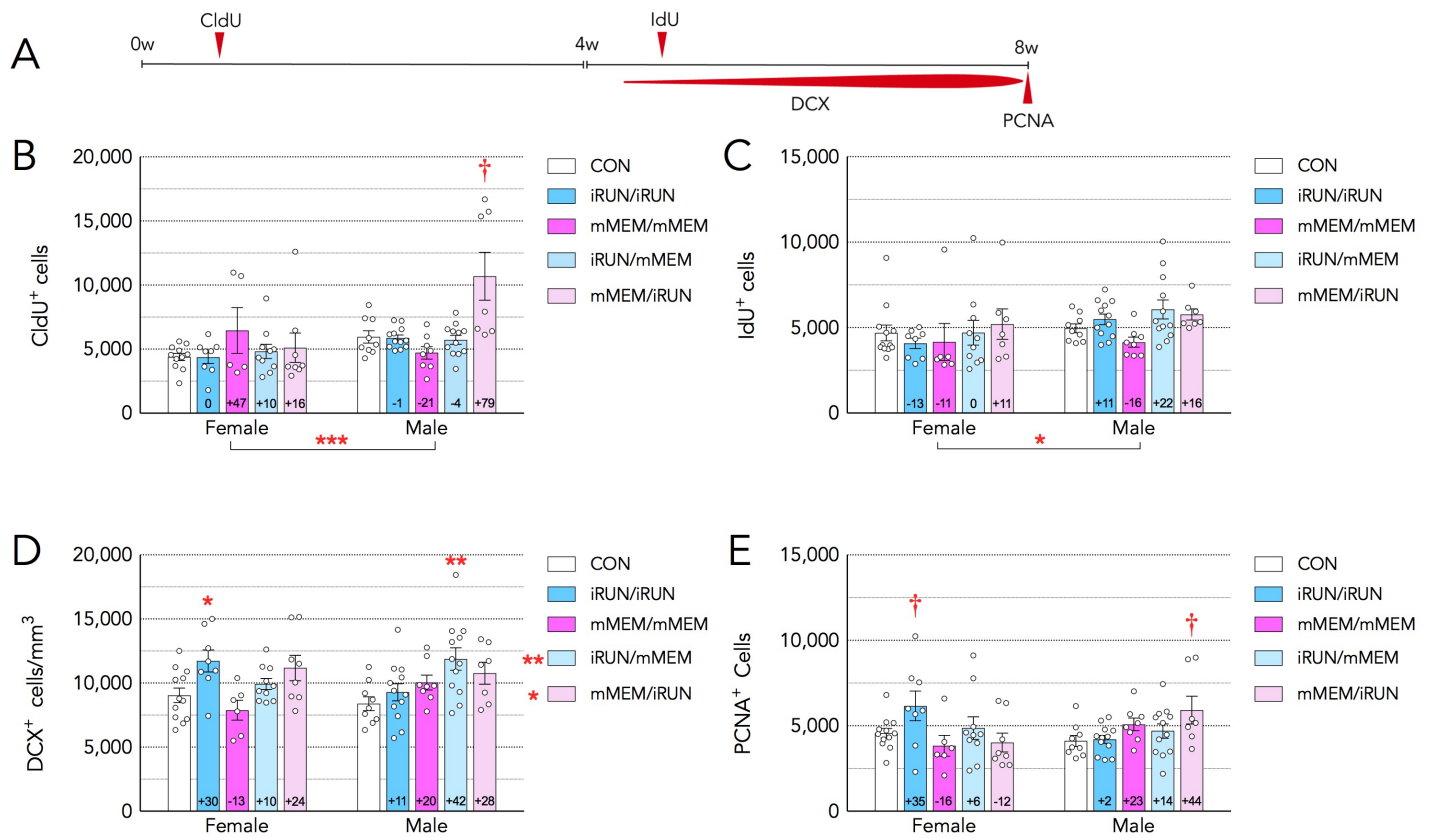 A
0w
CldU
4w
IdU
8w
DCX
PCNA
B
20,000
15,000
10,000
5,000
0
CldU+ cells
†
0 +47 +10 +16
-1 -21 -4 +79
Female Male
***
CON
iRUN/iRUN
mMEM/mMEM
iRUN/mMEM
mMEM/iRUN
C
15,000
10,000
5,000
0
IdU+ cells
-13 -11 0 +11
+11 -16 +22 +16
Female Male
*
CON
iRUN/iRUN
mMEM/mMEM
iRUN/mMEM
mMEM/iRUN
D
20,000
15,000
10,000
5,000
0
DCX+ cells/mm3
*
**
+30 -13 +10 +24
+11 +20 +42 +28
Female Male
CON
iRUN/iRUN
mMEM/mMEM
** iRUN/mMEM
* mMEM/iRUN
E
15,000
10,000
5,000
0
PCNA+ Cells
†
†
+35 -16 +6 -12
+2 +23 +14 +44
Female Male
CON
iRUN/iRUN
mMEM/mMEM
iRUN/mMEM
mMEM/iRUN